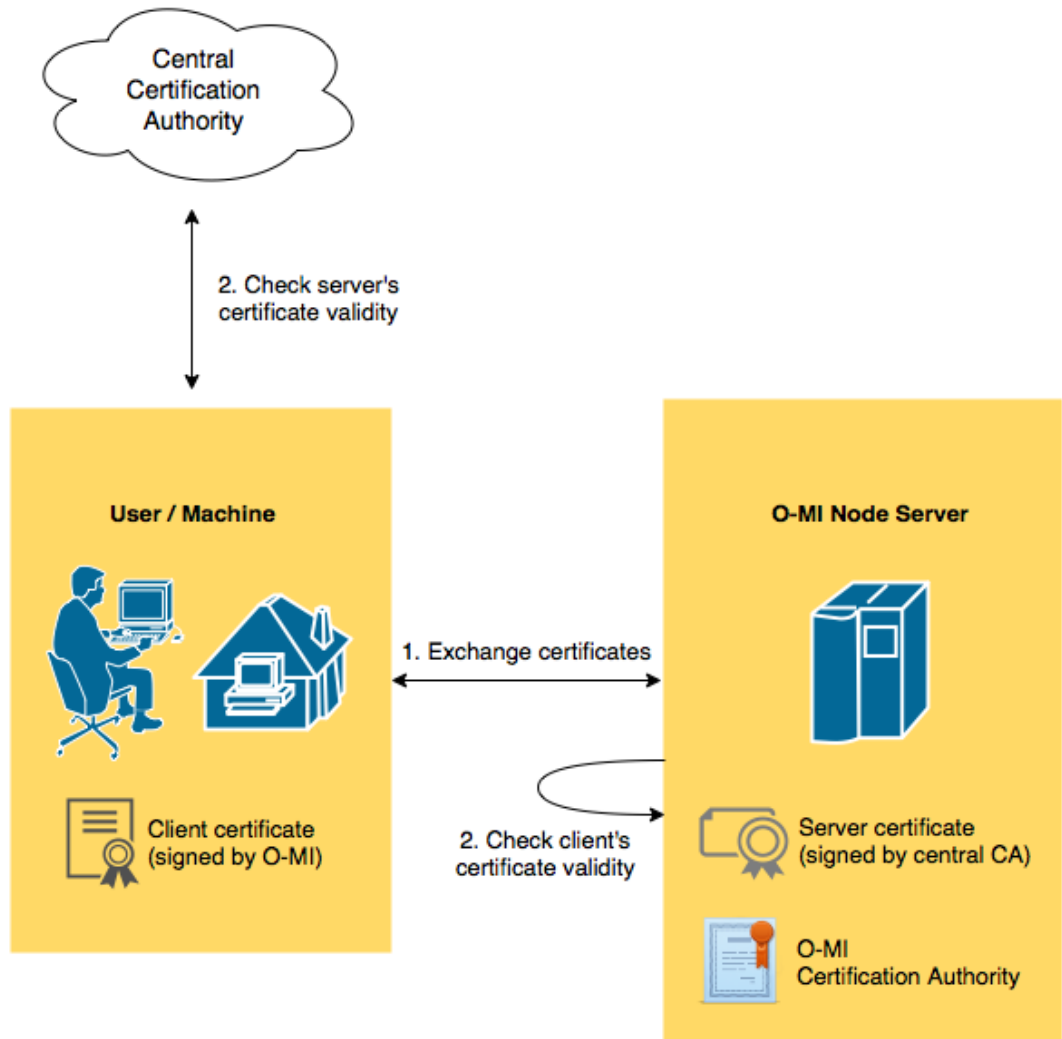 Central
Certification
Authority
2. Check server's
certificate validity
User / Machine
O-MI Node Server
1. Exchange certificates
Client certificate
(signed by O-MI)
2. Check client's
certificate validity
Server certificate
(signed by central CA)
O-MI
Certification Authority